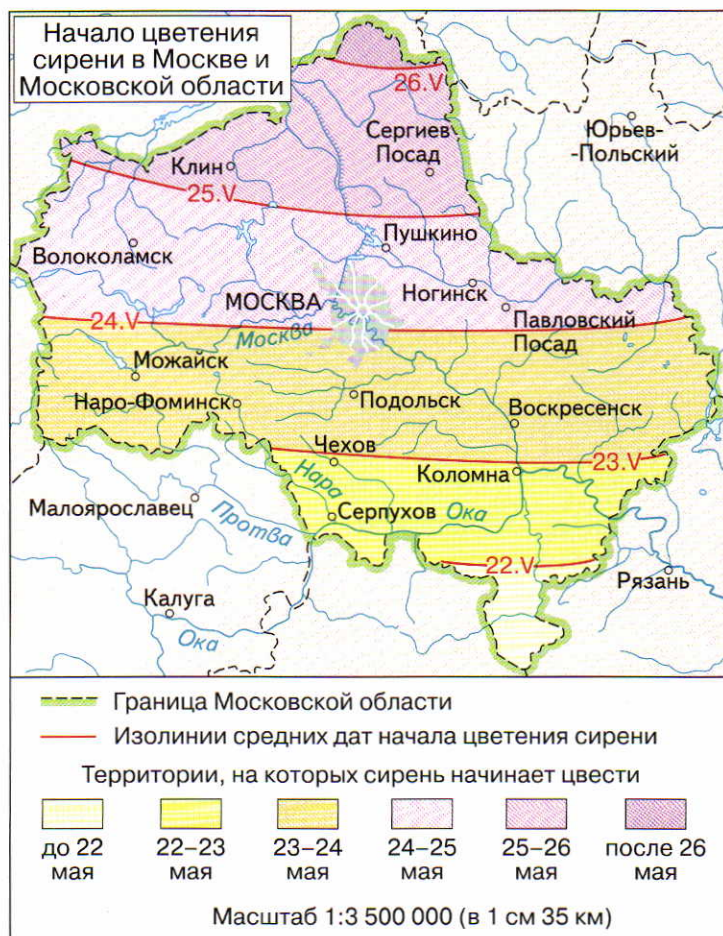 Начало цветения
сирени в Москве и
Московской области
26.V
Сергиев
Посад
Юрьев-
-Польский
Клин
25.V
Пушкино
Волоколамск
МОСКВА
Ногинск
24.V
Москва
Павловский
Посад
Можайск
Наро-Фоминск
Подольск
Воскресенск
Чехов
23.V
Коломна
Нара
Малоярославец
Протва
Серпухов
Ока
22.V
Рязань
Калуга
Ока
Граница Московской области
Изолинии средних дат начала цветения сирени
Территории, на которых сирень начинает цвести
до 22
мая
22–23
мая
23–24
мая
24–25
мая
25–26
мая
после 26
мая
Масштаб 1:3 500 000 (в 1 см 35 км)